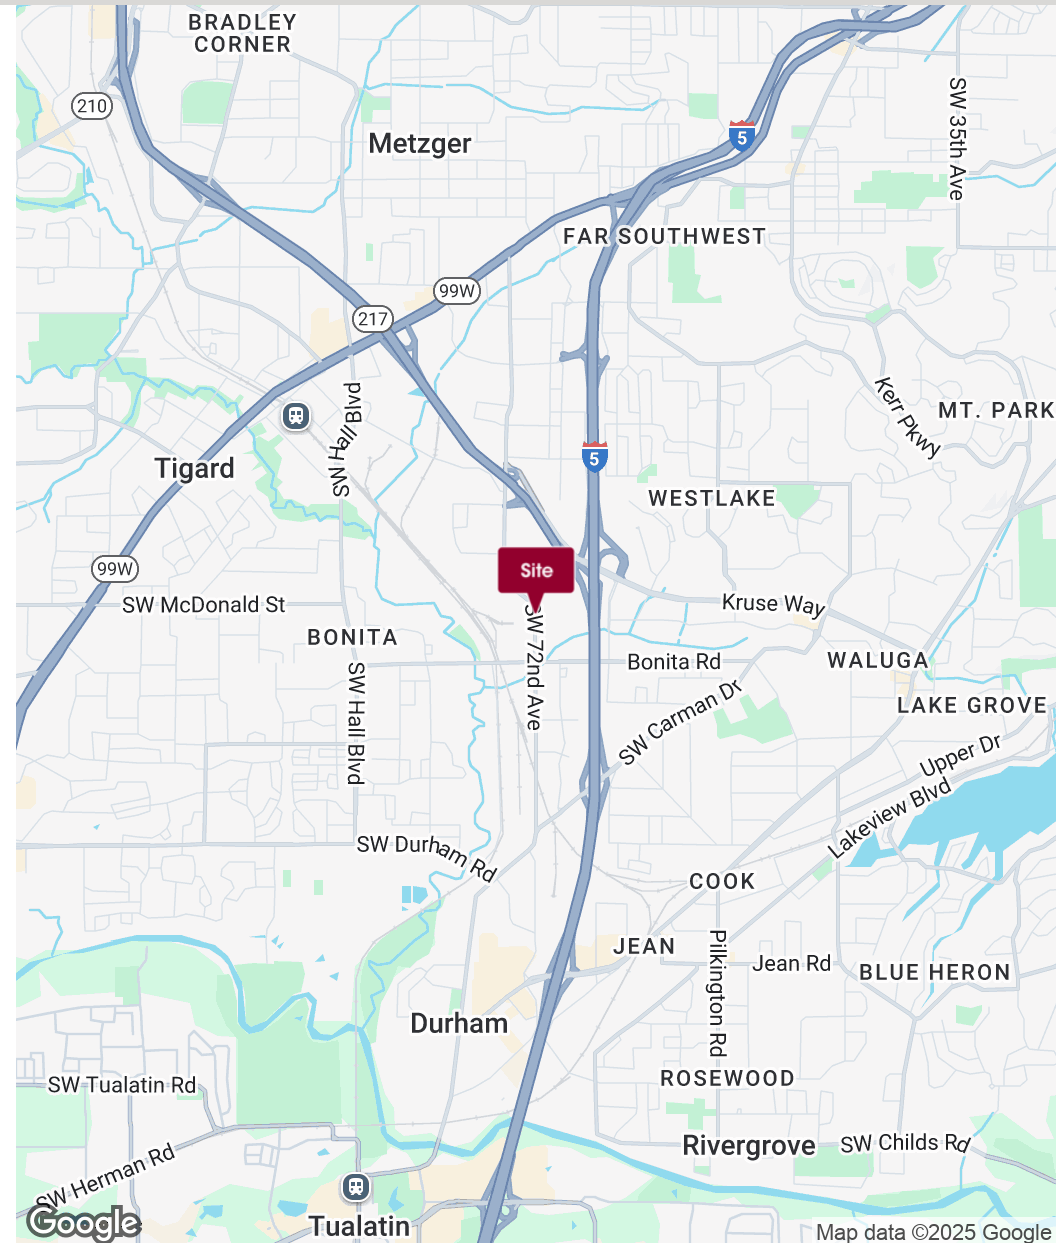 BRADLEY
CORNER
210
SW 35th Ave
5
Metzger
FAR SOUTHWEST
99W
217
SW Hall Blvd
Kerr Pkwy
MT. PARK
5
Tigard
WESTLAKE
99W
Site
SW McDonald St
Kruse Way
BONITA
SW 72nd Ave
Bonita Rd
WALUGA
SW Hall Blvd
SW Carman Dr
LAKE GROVE
Upper Dr
Lakeview Blvd
SW Durham Rd
COOK
Pilkington Rd
JEAN
Jean Rd
BLUE HERON
Durham
SW Tualatin Rd
ROSEWOOD
Rivergrove
SW Childs Rd
SW Herman Rd
Tualatin
Google
Map data ©2025 Google